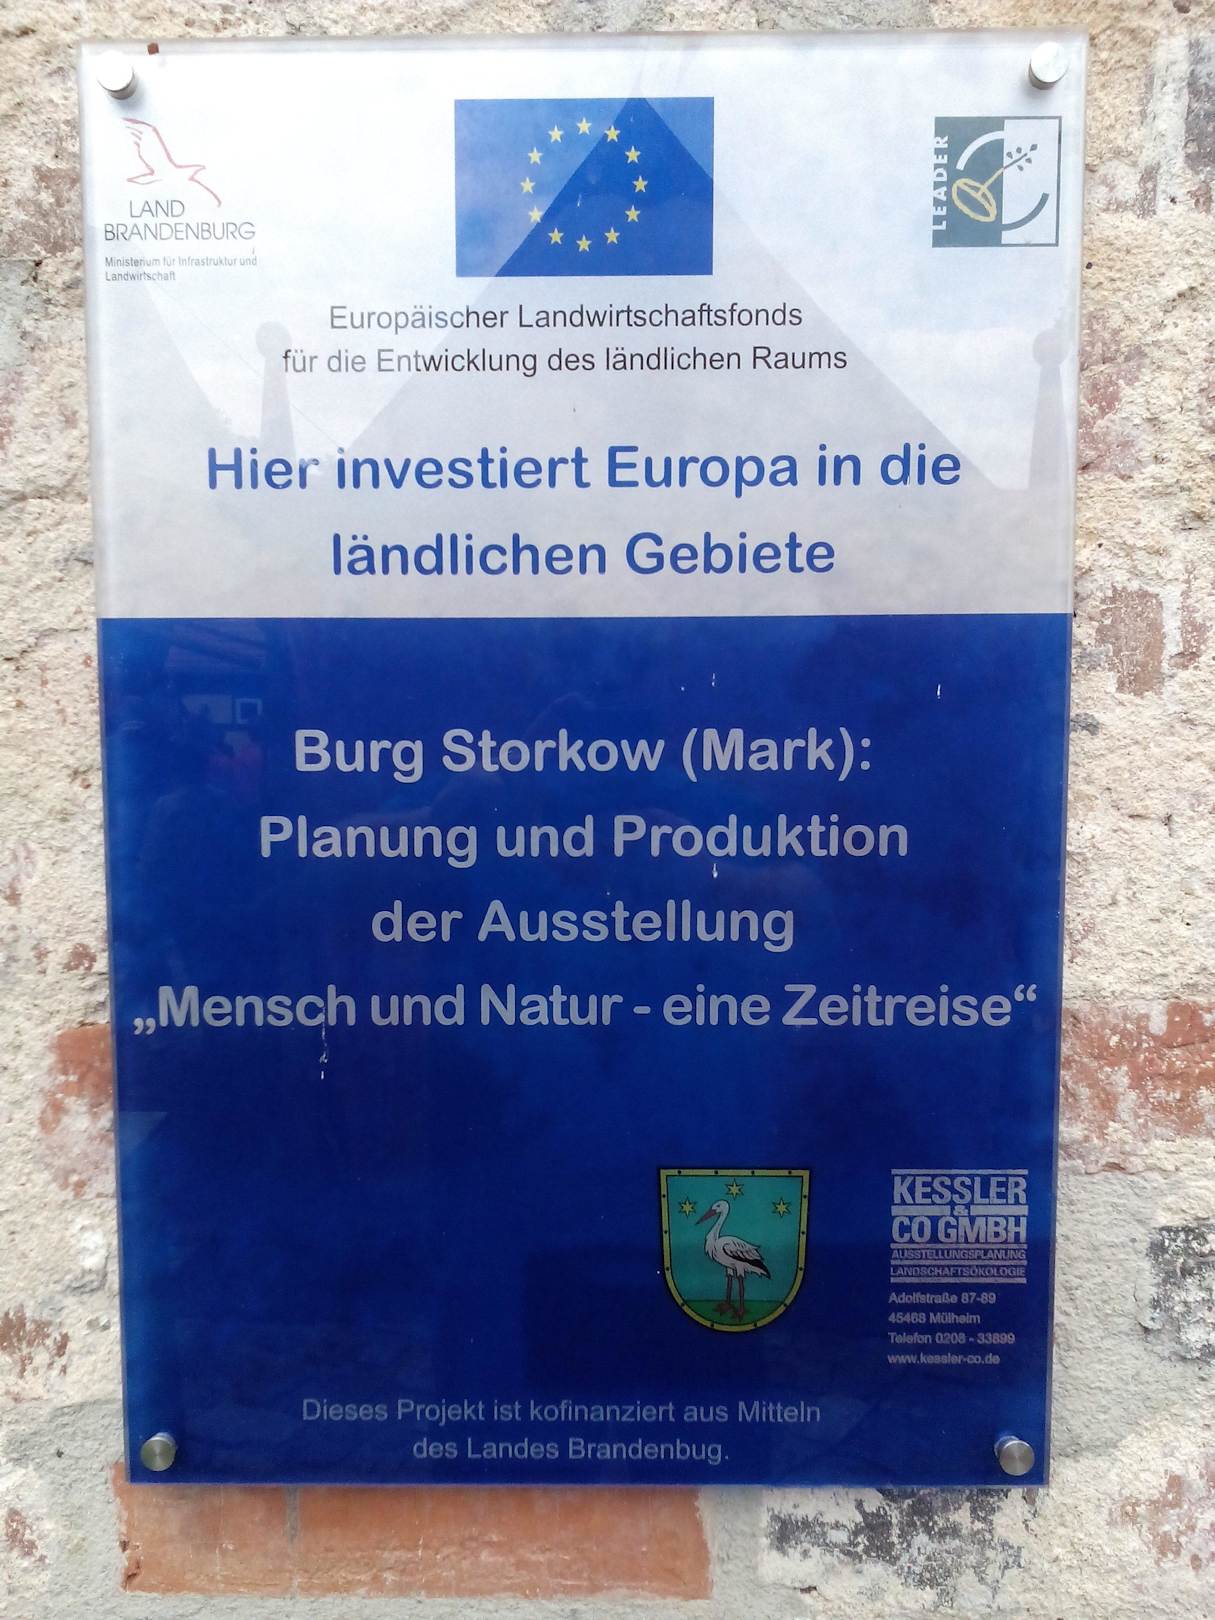 LAND
BRANDENBURG
Ministerium für Infrastruktur und
Landwirtschaft
LEADER
Europäischer Landwirtschaftsfonds
für die Entwicklung des ländlichen Raums
Hier investiert Europa in die
ländlichen Gebiete
Burg Storkow (Mark):
Planung und Produktion
der Ausstellung
„Mensch und Natur - eine Zeitreise“
KESSLER
&
CO GMBH
AUSSTELLUNGSPLANUNG
LANDSCHAFTSÖKOLOGIE
Adolfstraße 87-89
45468 Mülheim
Telefon 0208 - 33899
www.kessler-co.de
Dieses Projekt ist kofinanziert aus Mitteln
des Landes Brandenbug.